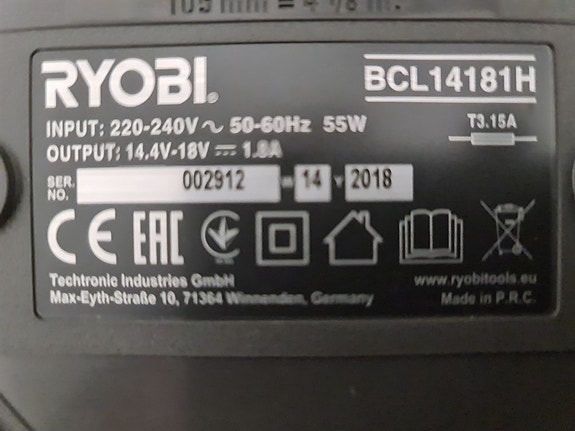 RYOBI
BCL14181H
INPUT: 220-240V ~ 50-60Hz 55W
T3.15A
OUTPUT: 14.4V-18V ⎓ 1.8A
SER. NO. 002912 14 Y 2018
CE EAC
Techtronic Industries GmbH
www.ryobitools.eu
Max-Eyth-Straße 10, 71364 Winnenden, Germany
Made in P.R.C.